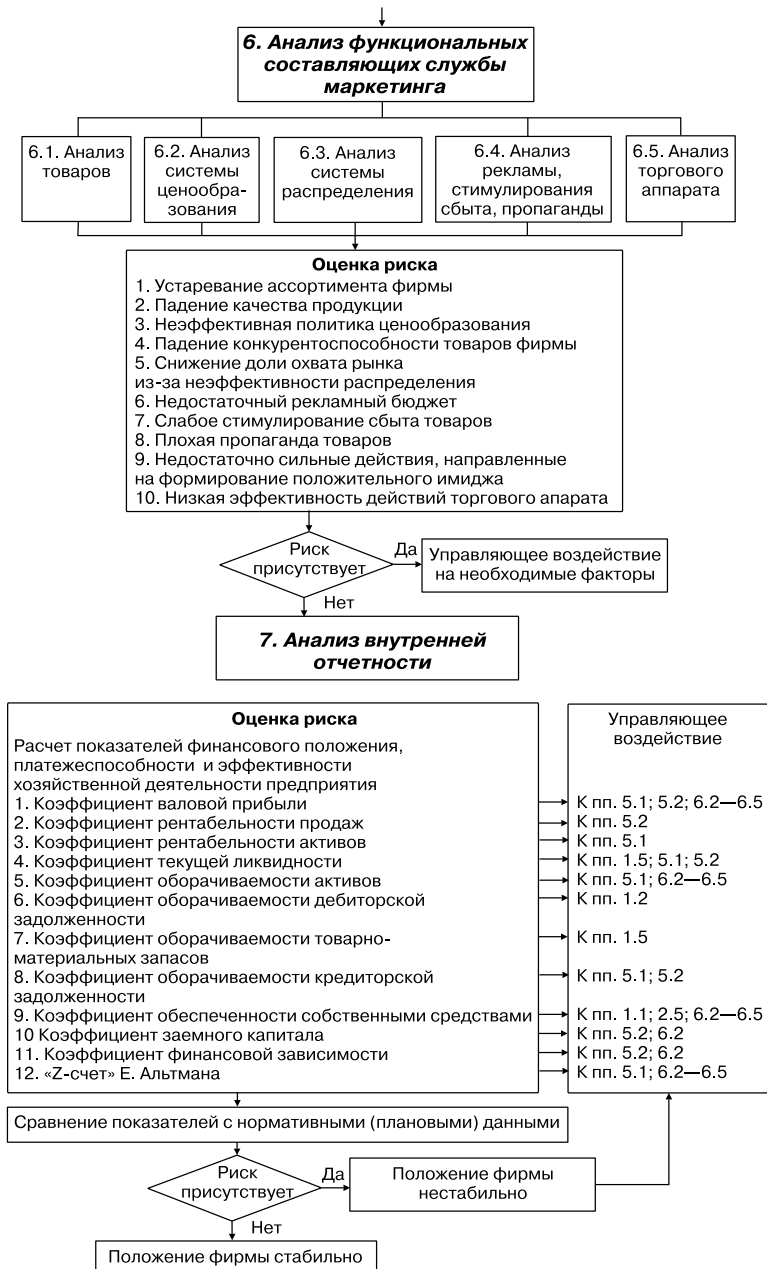 6. Анализ функциональных
составляющих службы
маркетинга
6.1. Анализ
товаров
6.2. Анализ
системы
ценообра-
зования
6.3. Анализ
системы
распределения
6.4. Анализ
рекламы,
стимулирования
сбыта, пропаганды
6.5. Анализ
торгового
аппарата
Оценка риска
1. Устаревание ассортимента фирмы
2. Падение качества продукции
3. Неэффективная политика ценообразования
4. Падение конкурентоспособности товаров фирмы
5. Снижение доли охвата рынка
из-за неэффективности распределения
6. Недостаточный рекламный бюджет
7. Слабое стимулирование сбыта товаров
8. Плохая пропаганда товаров
9. Недостаточно сильные действия, направленные
на формирование положительного имиджа
10. Низкая эффективность действий торгового апарата
Риск
присутствует
Да
Управляющее воздействие
на необходимые факторы
Нет
7. Анализ внутренней
отчетности
Оценка риска
Расчет показателей финансового положения,
платежеспособности и эффективности
хозяйственной деятельности предприятия
1. Коэффициент валовой прибыли
2. Коэффициент рентабельности продаж
3. Коэффициент рентабельности активов
4. Коэффициент текущей ликвидности
5. Коэффициент оборачиваемости активов
6. Коэффициент оборачиваемости дебиторской
задолженности
7. Коэффициент оборачиваемости товарно-
материальных запасов
8. Коэффициент оборачиваемости кредиторской
задолженности
9. Коэффициент обеспеченности собственными средствами
10 Коэффициент заемного капитала
11. Коэффициент финансовой зависимости
12. «Z-счет» Е. Альтмана
Управляющее
воздействие
К пп. 5.1; 5.2; 6.2—6.5
К пп. 5.2
К пп. 5.1
К пп. 1.5; 5.1; 5.2
К пп. 5.1; 6.2—6.5
К пп. 1.2
К пп. 1.5
К пп. 5.1; 5.2
К пп. 1.1; 2.5; 6.2—6.5
К пп. 5.2; 6.2
К пп. 5.2; 6.2
К пп. 5.1; 6.2—6.5
Сравнение показателей с нормативными (плановыми) данными
Риск
присутствует
Да
Положение фирмы
нестабильно
Нет
Положение фирмы стабильно